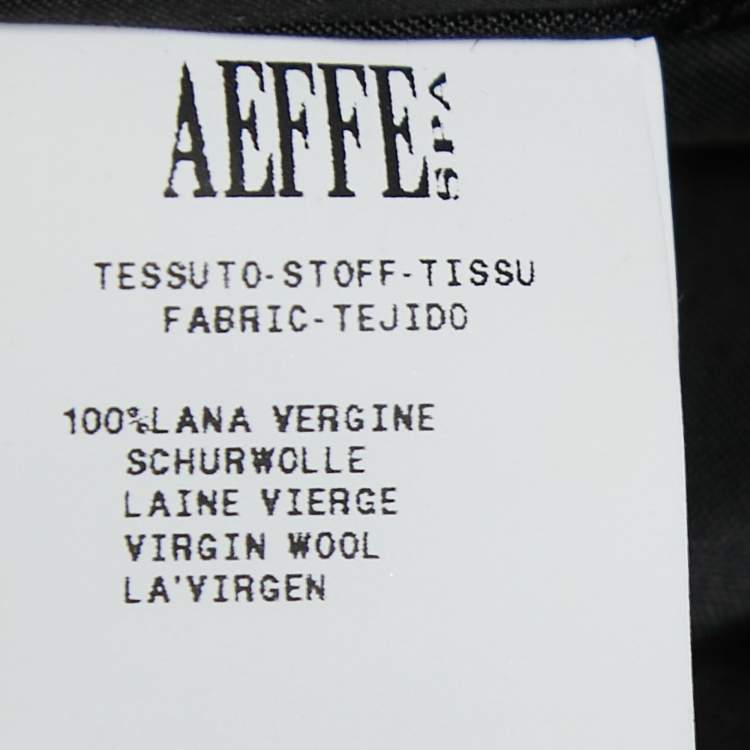 AEFFE SPA
TESSUTO-STOFF-TISSU
FABRIC-TEJIDO
100%LANA VERGINE
SCHURWOLLE
LAINE VIERGE
VIRGIN WOOL
LA'VIRGEN